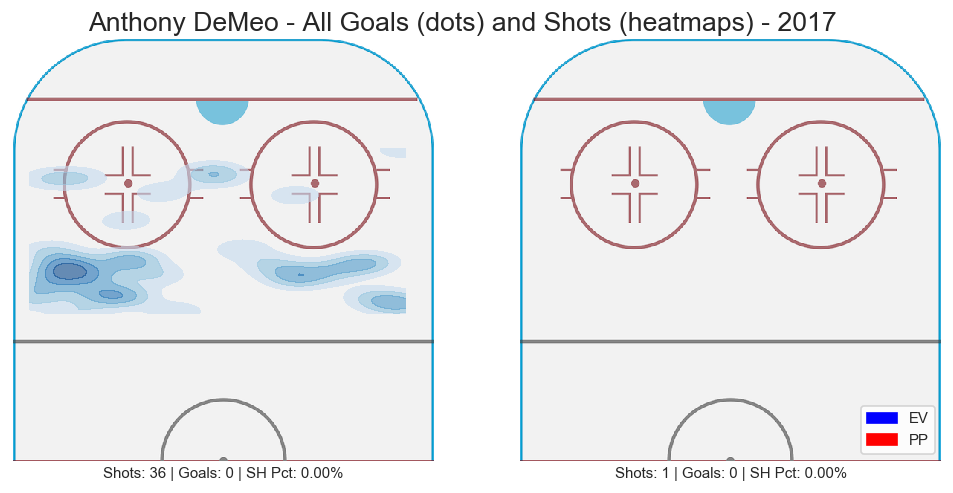 Anthony DeMeo - All Goals (dots) and Shots (heatmaps) - 2017
EV
PP
Shots: 36 | Goals: 0 | SH Pct: 0.00%
Shots: 1 | Goals: 0 | SH Pct: 0.00%